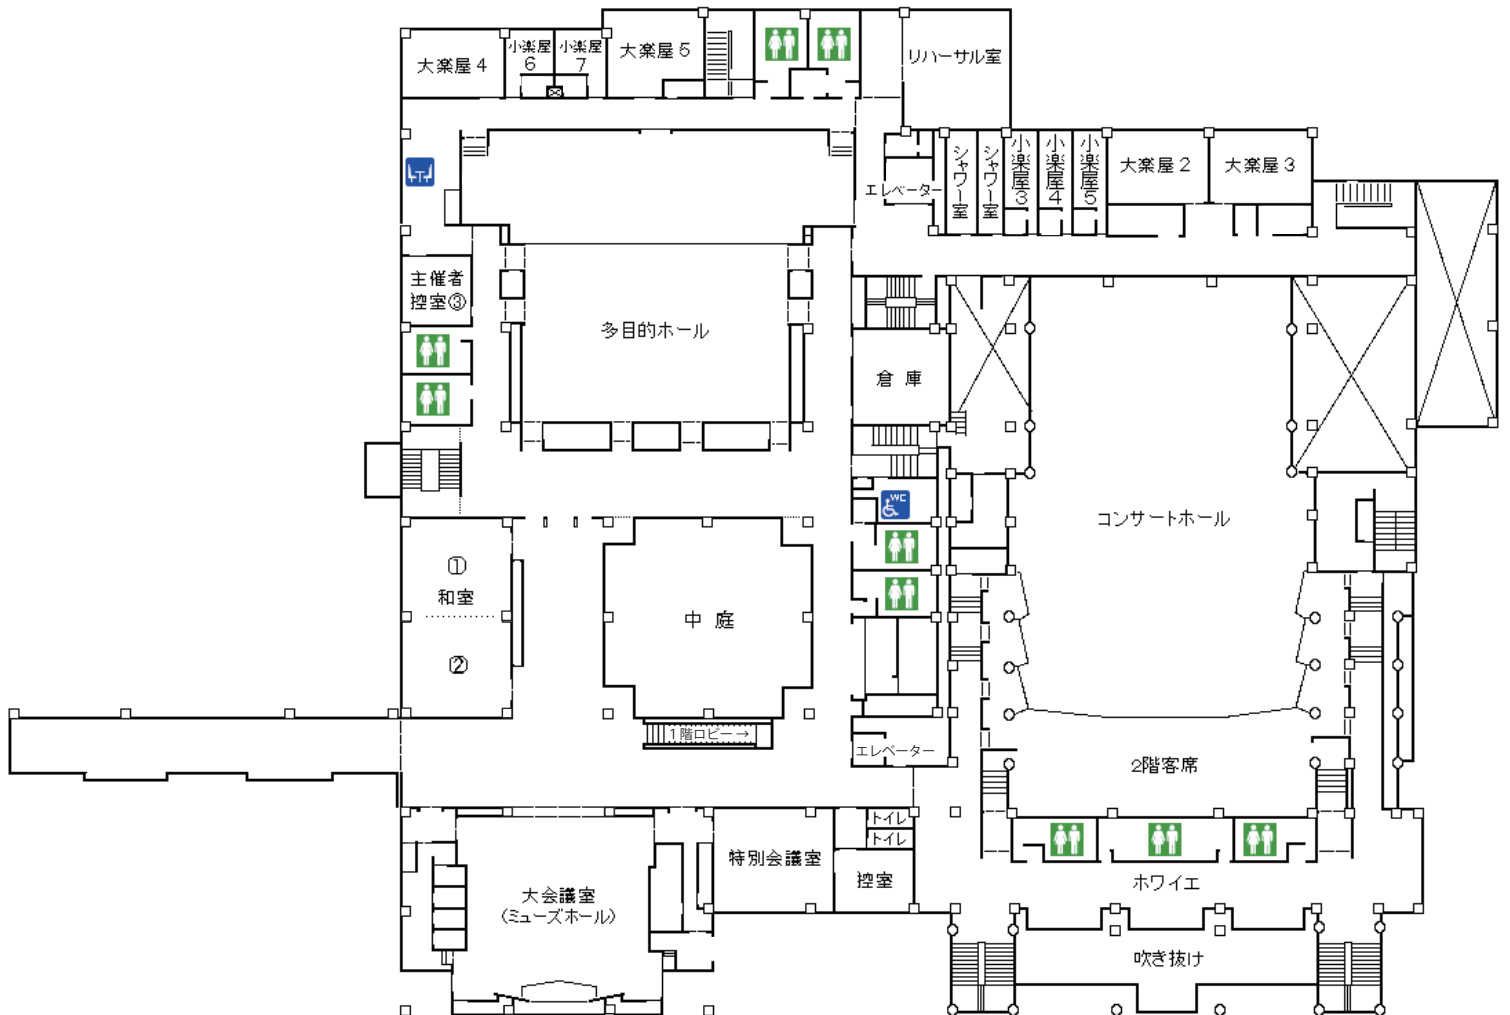 大楽屋4
小楽屋
6
小楽屋
7
大楽屋5
リハーサル室
エレベーター
シャワー室
シャワー室
小楽屋3
小楽屋4
小楽屋5
大楽屋2
大楽屋3
主催者
控室③
多目的ホール
倉庫
WC
コンサートホール
①
和室
②
中庭
1階ロビー→
エレベーター
2階客席
トイレ
トイレ
特別会議室
控室
大会議室
(ミューズホール)
ホワイエ
吹き抜け